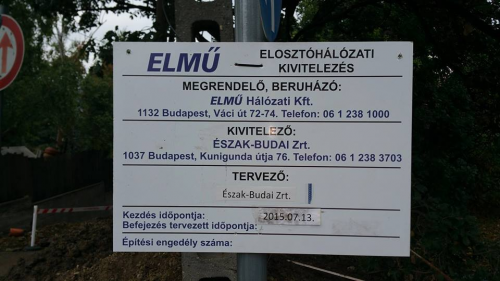 ELMŰ
ELOSZTÓHÁLÓZATI
KIVITELEZÉS
MEGRENDELŐ, BERUHÁZÓ:
ELMŰ Hálózati Kft.
1132 Budapest, Váci út 72-74. Telefon: 06 1 238 1000
KIVITELEZŐ:
ÉSZAK-BUDAI Zrt.
1037 Budapest, Kunigunda útja 76. Telefon: 06 1 238 3703
TERVEZŐ:
Észak-Budai Zrt.
Kezdés időpontja: 2015.07.13.
Befejezés tervezett időpontja:
Építési engedély száma: